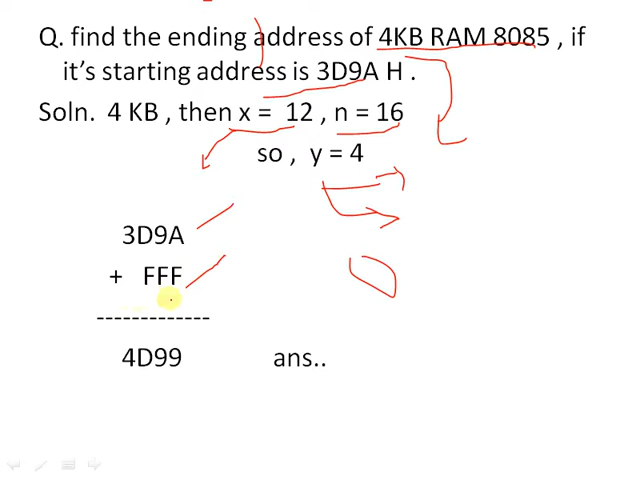 Q. find the ending address of 4KB RAM 8085 , if
it's starting address is 3D9A H .
Soln. 4 KB , then x = 12 , n = 16
so , y = 4
3D9A
+ FFF
-------------
4D99 ans..